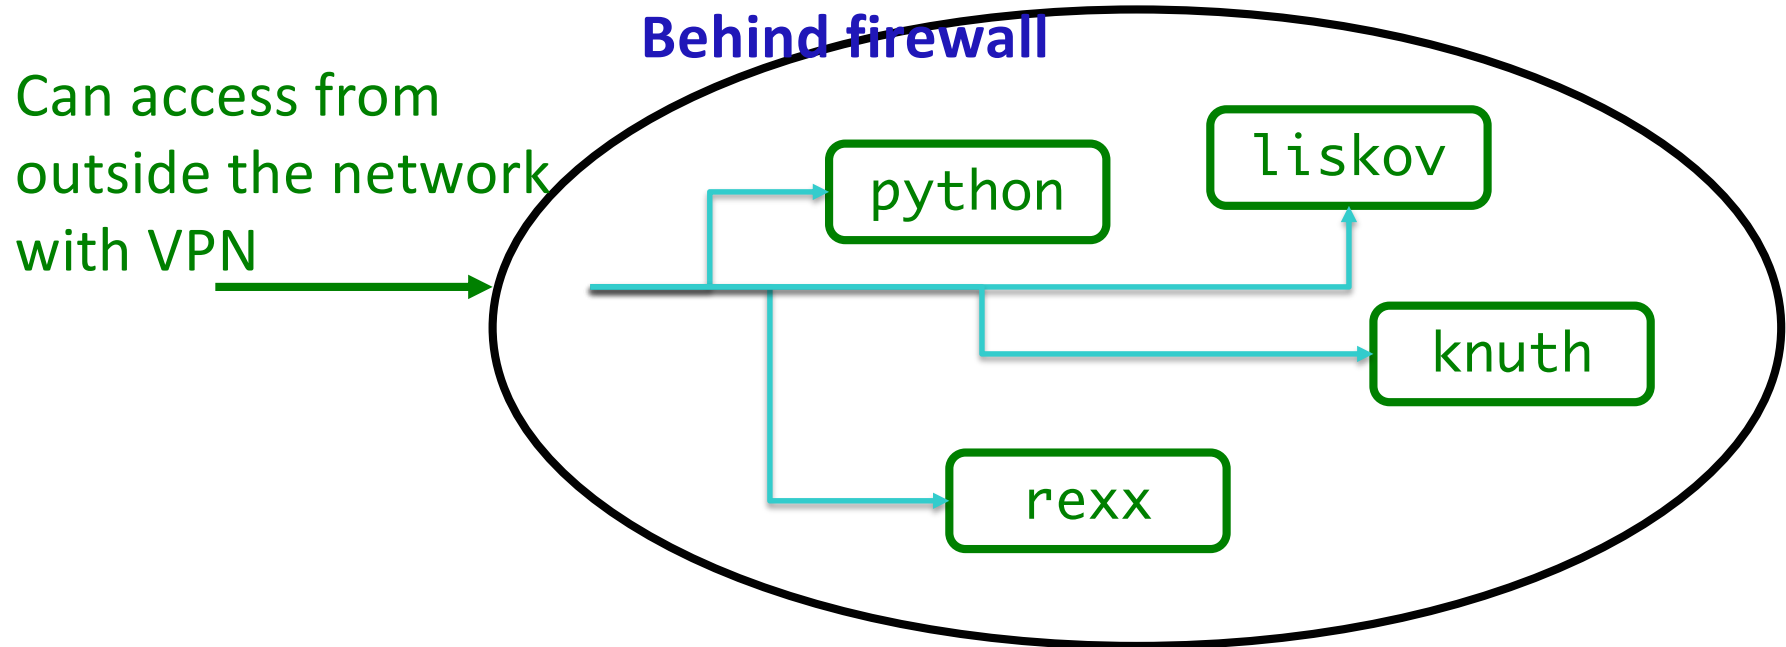 Behind firewall
Can access from
outside the network
with VPN
python
liskov
knuth
rexx